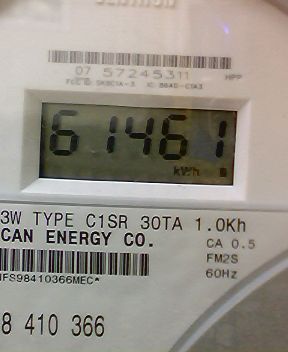 07 57245311 HPP
61461
kWh
3W TYPE C1SR 30TA 1.0Kh
CAN ENERGY CO. CA 0.5
FM2S
60Hz
8 410 366